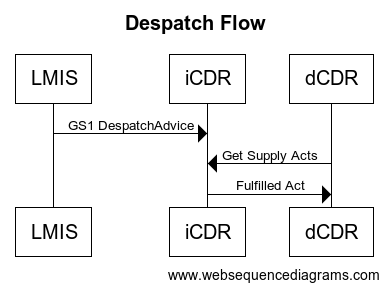 Despatch Flow
LMIS iCDR dCDR
GS1 DespatchAdvice
Get Supply Acts
Fulfilled Act
LMIS iCDR dCDR
www.websequencediagrams.com